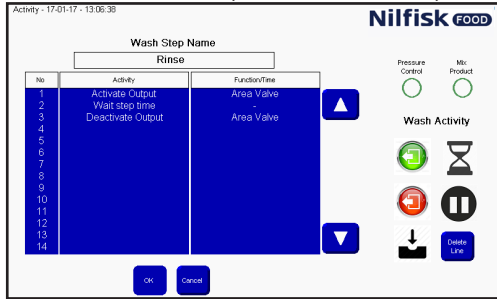 Activity - 17-01-17 - 13:06:38
Nilfisk FOOD
Wash Step Name
Rinse
Pressure Control
Mix Product
No Activity Function/Time
1 Activate Output Area Valve
2 Wait step time -
3 Deactivate Output Area Valve
4
5
6
7
8
9
10
11
12
13
14
Wash Activity
Delete Line
OK Cancel